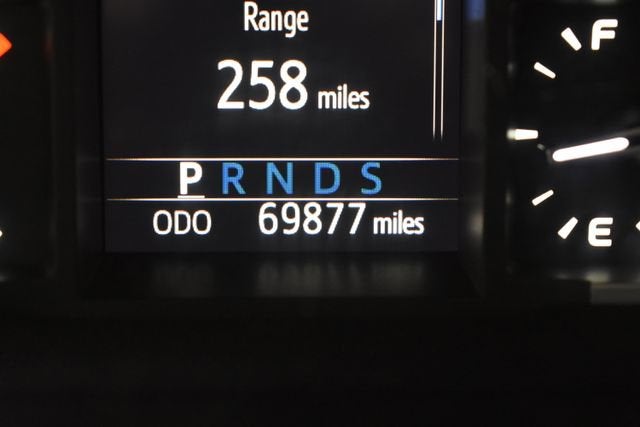 Range
258 miles
F
P R N D S
ODO 69877 miles
E